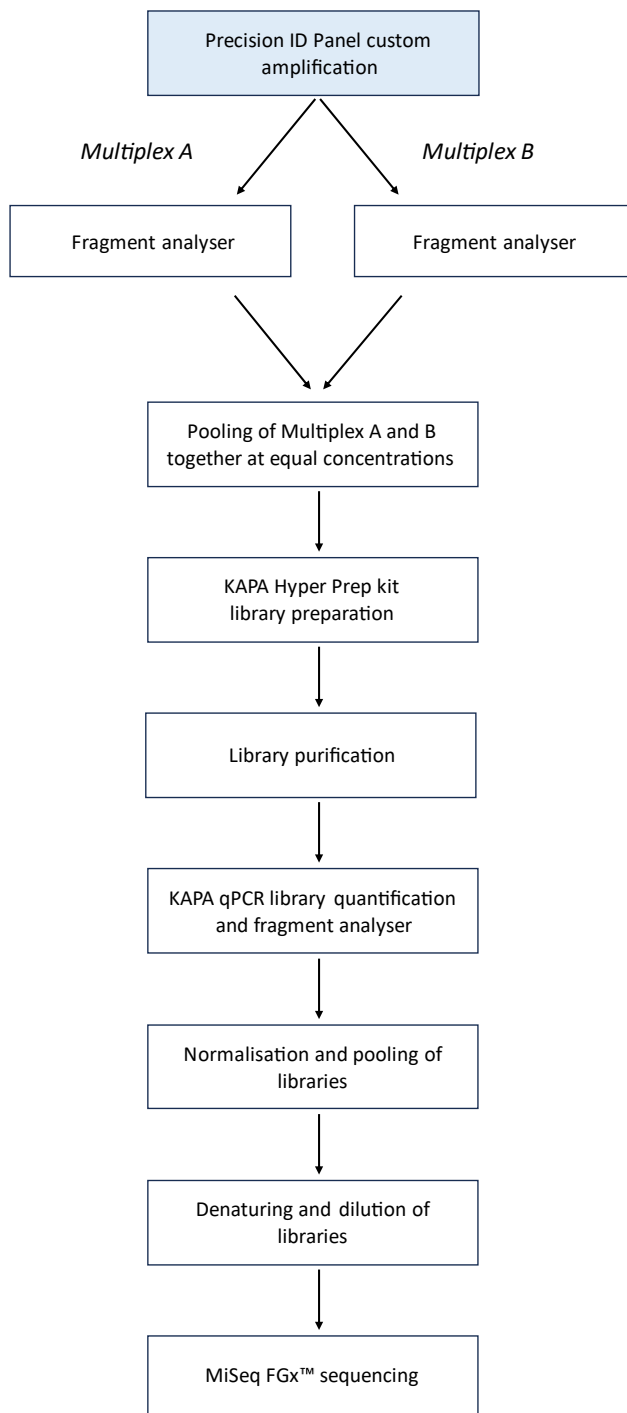 Precision ID Panel custom
amplification
Multiplex A
Multiplex B
Fragment analyser
Fragment analyser
Pooling of Multiplex A and B
together at equal concentrations
KAPA Hyper Prep kit
library preparation
Library purification
KAPA qPCR library quantification
and fragment analyser
Normalisation and pooling of
libraries
Denaturing and dilution of
libraries
MiSeq FGx™ sequencing